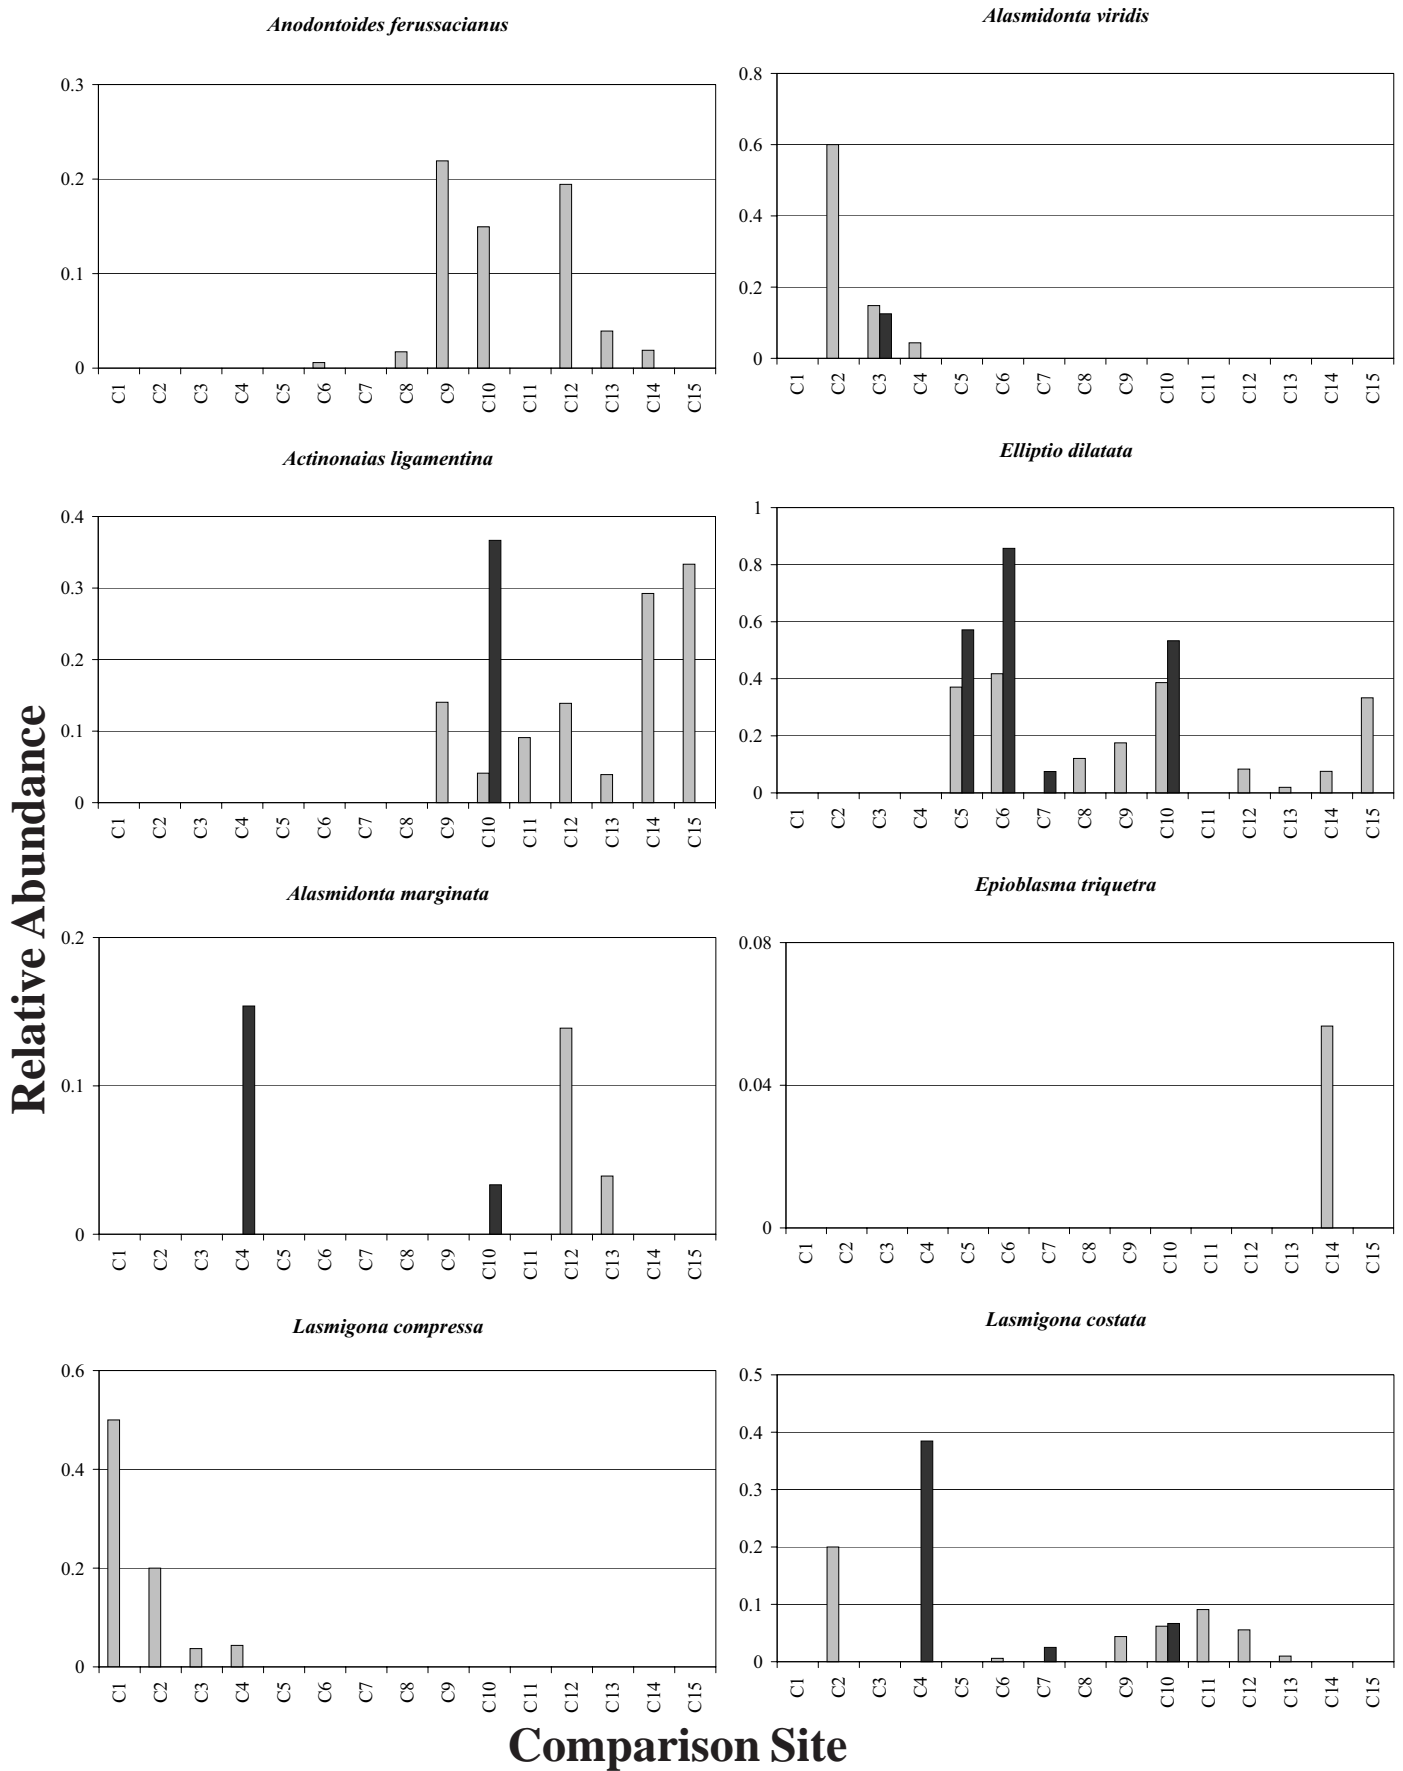 Anodontoides ferussacianus
0.3
0.2
0.1
0
C1 C2 C3 C4 C5 C6 C7 C8 C9 C10 C11 C12 C13 C14 C15
Alasmidonta viridis
0.8
0.6
0.4
0.2
0
C1 C2 C3 C4 C5 C6 C7 C8 C9 C10 C11 C12 C13 C14 C15
Actinonaias ligamentina
0.4
0.3
0.2
0.1
0
C1 C2 C3 C4 C5 C6 C7 C8 C9 C10 C11 C12 C13 C14 C15
Elliptio dilatata
1
0.8
0.6
0.4
0.2
0
C1 C2 C3 C4 C5 C6 C7 C8 C9 C10 C11 C12 C13 C14 C15
Relative Abundance
Alasmidonta marginata
0.2
0.1
0
C1 C2 C3 C4 C5 C6 C7 C8 C9 C10 C11 C12 C13 C14 C15
Epioblasma triquetra
0.08
0.04
0
C1 C2 C3 C4 C5 C6 C7 C8 C9 C10 C11 C12 C13 C14 C15
Lasmigona compressa
0.6
0.4
0.2
0
C1 C2 C3 C4 C5 C6 C7 C8 C9 C10 C11 C12 C13 C14 C15
Lasmigona costata
0.5
0.4
0.3
0.2
0.1
0
C1 C2 C3 C4 C5 C6 C7 C8 C9 C10 C11 C12 C13 C14 C15
Comparison Site